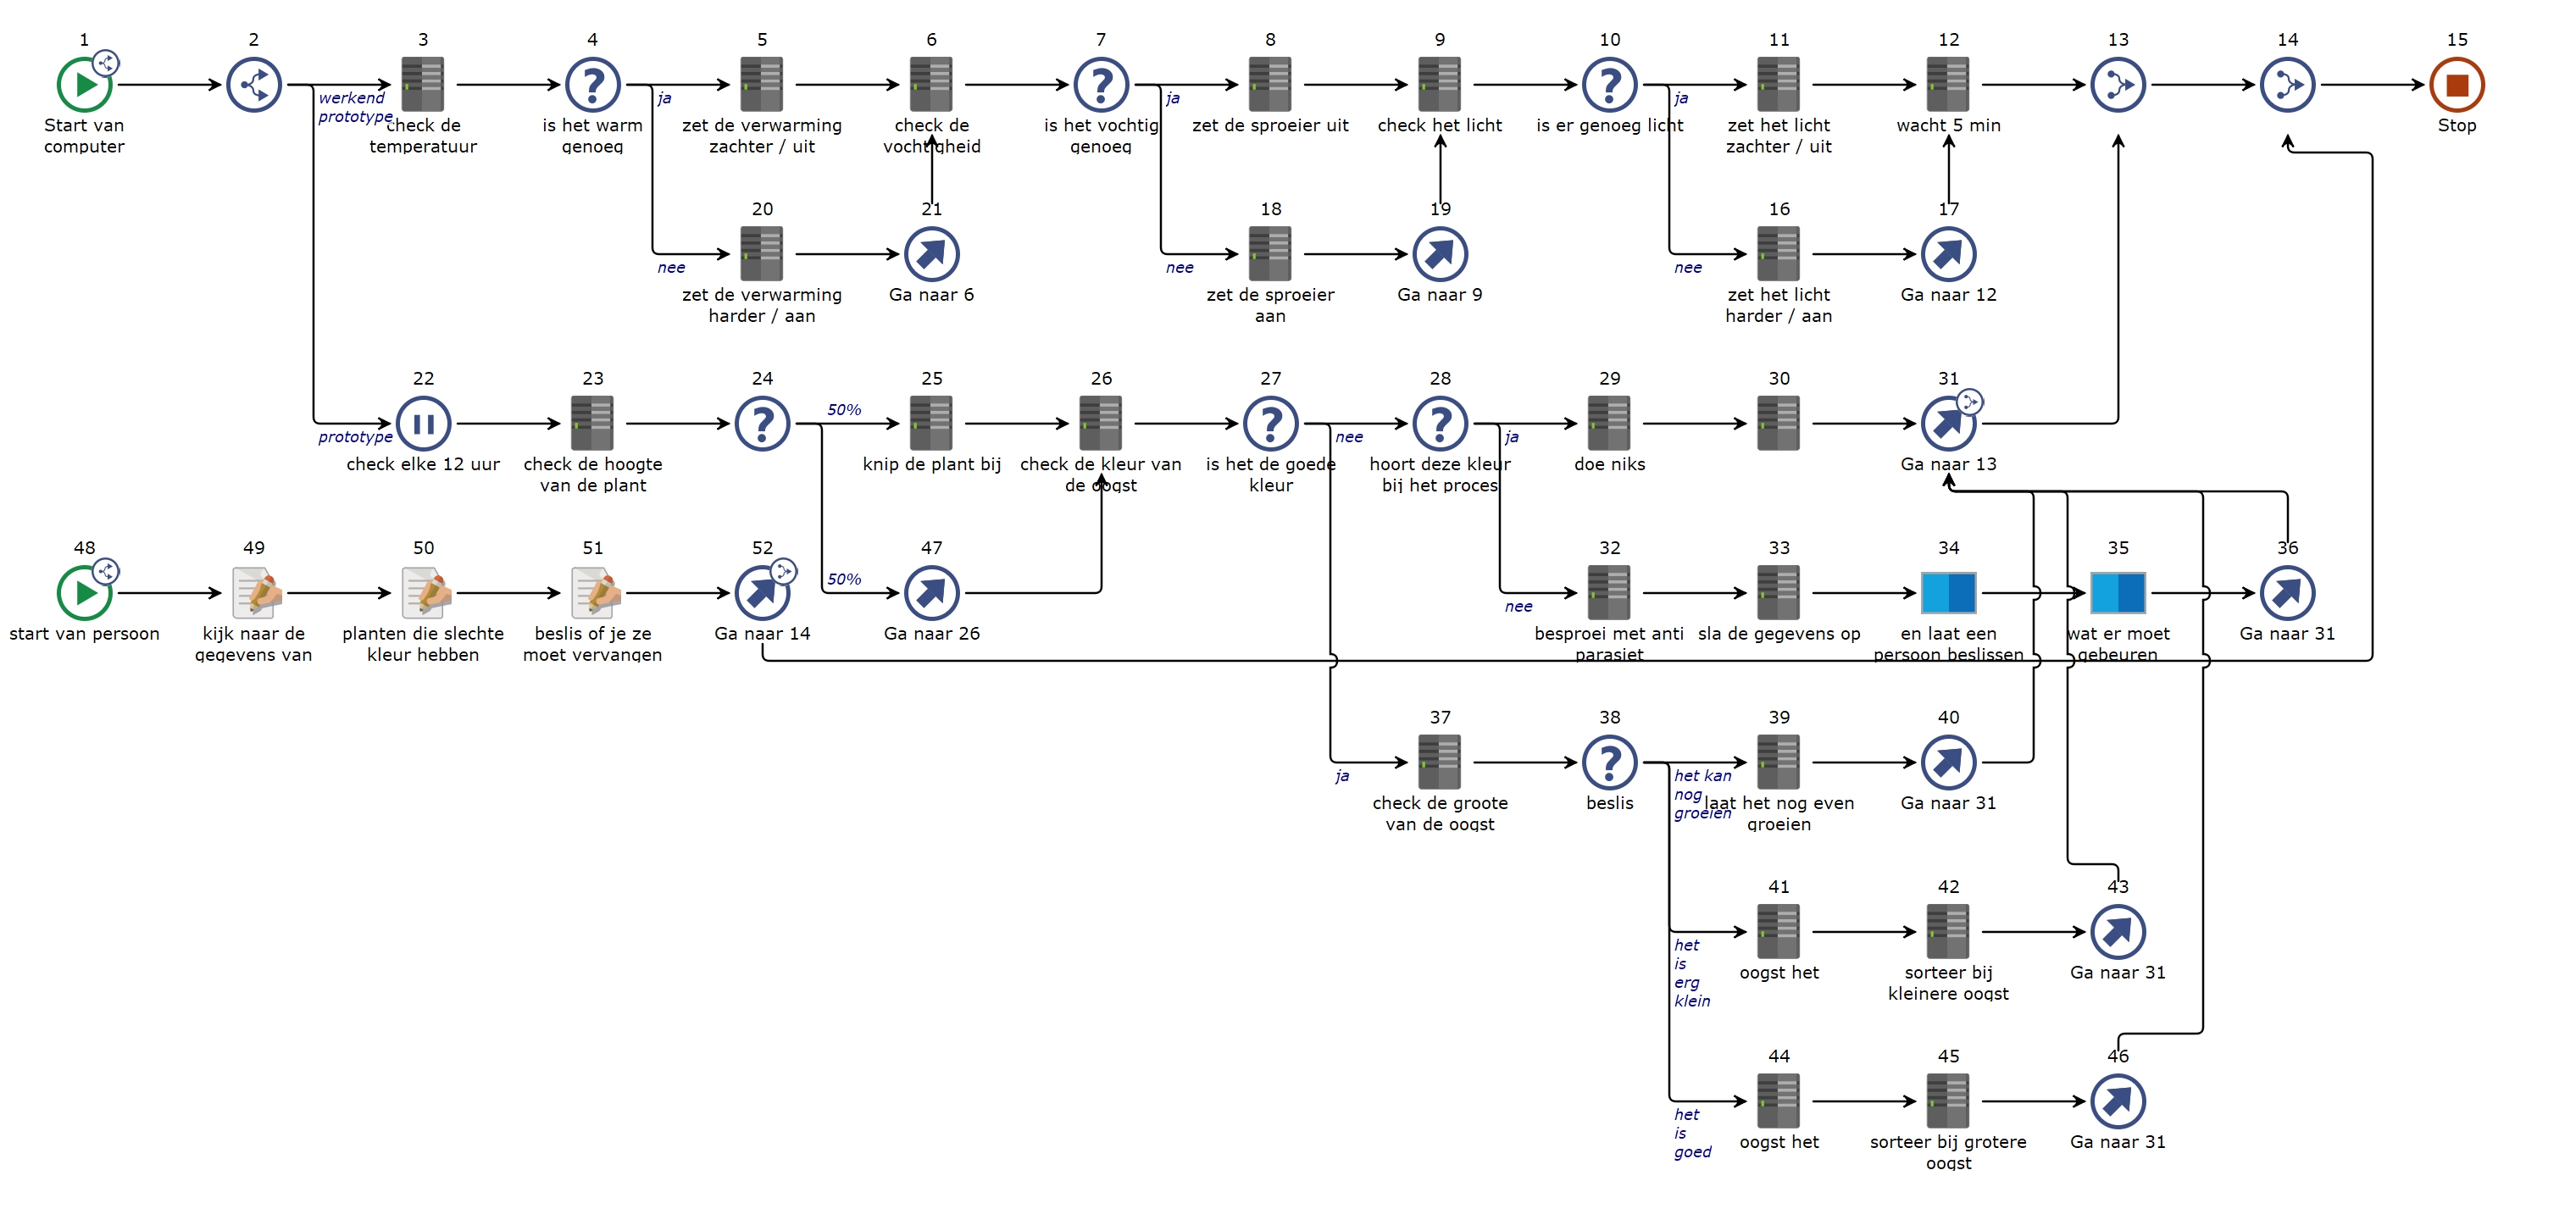 1
2
3
4
5
6
7
8
9
10
11
12
13
14
15
werkend
prototype
ja
ja
ja
Start van
computer
check de
temperatuur
is het warm
genoeg
zet de verwarming
zachter / uit
check de
vochtigheid
is het vochtig
genoeg
zet de sproeier uit
check het licht
is er genoeg licht
zet het licht
zachter / uit
wacht 5 min
Stop
20
21
18
19
16
17
nee
nee
nee
zet de verwarming
harder / aan
Ga naar 6
zet de sproeier
aan
Ga naar 9
zet het licht
harder / aan
Ga naar 12
22
23
24
25
26
27
28
29
30
31
prototype
50%
nee
ja
check elke 12 uur
check de hoogte
van de plant
knip de plant bij
check de kleur van
de oogst
is het de goede
kleur
hoort deze kleur
bij het proces
doe niks
Ga naar 13
48
49
50
51
52
47
32
33
34
35
36
50%
nee
start van persoon
kijk naar de
gegevens van
planten die slechte
kleur hebben
beslis of je ze
moet vervangen
Ga naar 14
Ga naar 26
besproei met anti
parasiet
sla de gegevens op
en laat een
persoon beslissen
wat er moet
gebeuren
Ga naar 31
37
38
39
40
ja
het kan
nog
groeien
check de groote
van de oogst
beslis
laat het nog even
groeien
Ga naar 31
41
42
43
het
is
erg
klein
oogst het
sorteer bij
kleinere oogst
Ga naar 31
44
45
46
het
is
goed
oogst het
sorteer bij grotere
oogst
Ga naar 31